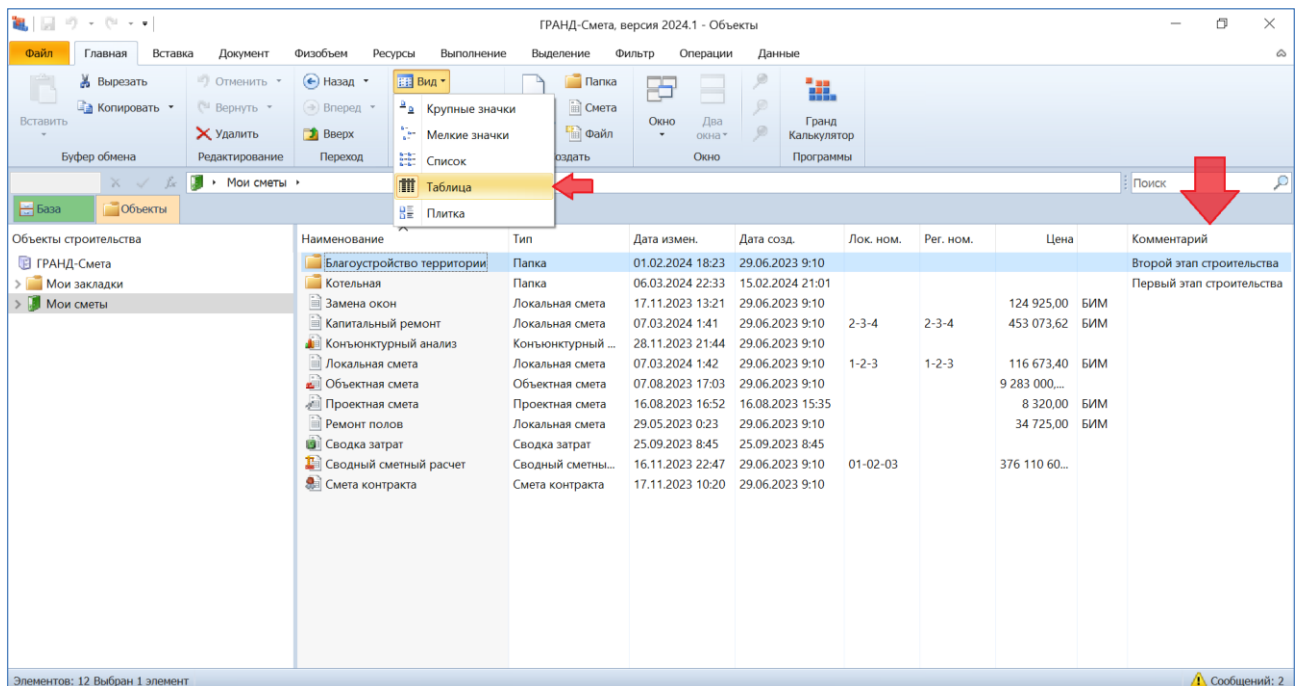 ГРАНД-Смета, версия 2024.1 - Объекты
Файл Главная Вставка Документ Физобъем Ресурсы Выполнение Выделение Фильтр Операции Данные
Вырезать Отменить Назад Вид Папка
Копировать Вернуть Вперед Крупные значки Смета
Вставить Удалить Вверх Мелкие значки Файл Окно Два окна Гранд Калькулятор
Буфер обмена Редактирование Переход Список оздать Окно Программы
fx Мои сметы Таблица Поиск
База Объекты Плитка
Объекты строительства Наименование Тип Дата измен. Дата созд. Лок. ном. Рег. ном. Цена Комментарий
ГРАНД-Смета Благоустройство территории Папка 01.02.2024 18:23 29.06.2023 9:10 Второй этап строительства
Мои закладки Котельная Папка 06.03.2024 22:33 15.02.2024 21:01 Первый этап строительства
Мои сметы Замена окон Локальная смета 17.11.2023 13:21 29.06.2023 9:10 124 925,00 БИМ
Капитальный ремонт Локальная смета 07.03.2024 1:41 29.06.2023 9:10 2-3-4 2-3-4 453 073,62 БИМ
Конъюнктурный анализ Конъюнктурный ... 28.11.2023 21:44 29.06.2023 9:10
Локальная смета Локальная смета 07.03.2024 1:42 29.06.2023 9:10 1-2-3 1-2-3 116 673,40 БИМ
Объектная смета Объектная смета 07.08.2023 17:03 29.06.2023 9:10 9 283 000,...
Проектная смета Проектная смета 16.08.2023 16:52 16.08.2023 15:35 8 320,00 БИМ
Ремонт полов Локальная смета 29.05.2023 0:23 29.06.2023 9:10 34 725,00 БИМ
Сводка затрат Сводка затрат 25.09.2023 8:45 25.09.2023 8:45
Сводный сметный расчет Сводный сметны... 16.11.2023 22:47 29.06.2023 9:10 01-02-03 376 110 60...
Смета контракта Смета контракта 17.11.2023 10:20 29.06.2023 9:10
Элементов: 12 Выбран 1 элемент Сообщений: 2